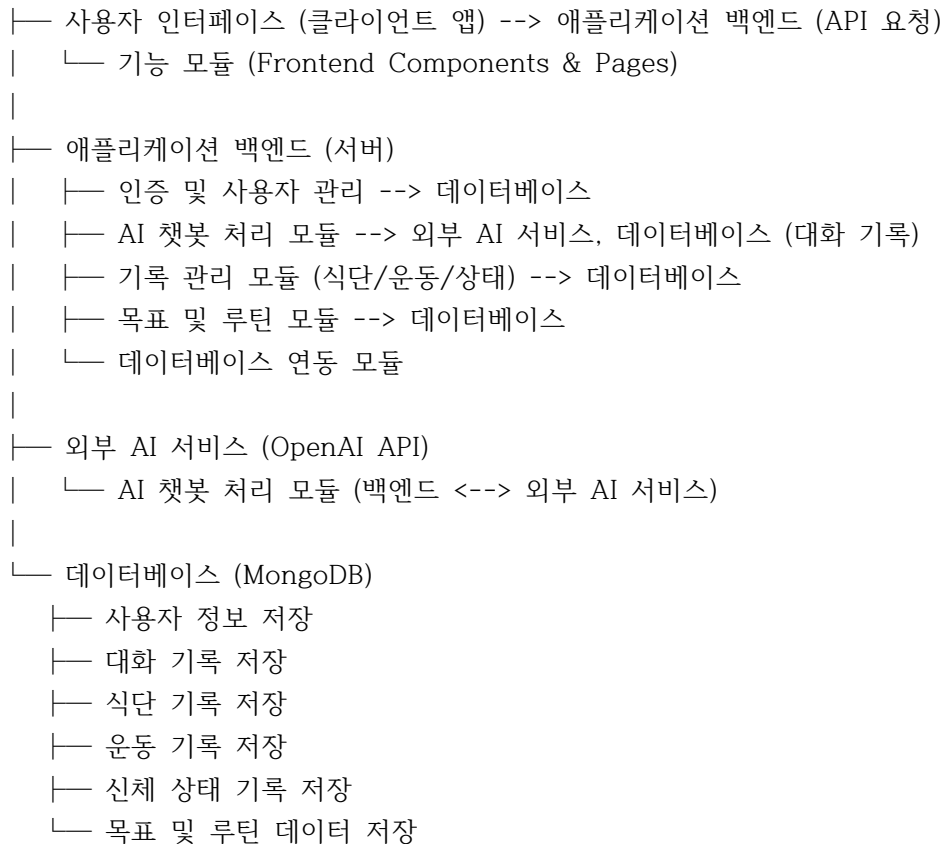 ├── 사용자 인터페이스 (클라이언트 앱) --> 애플리케이션 백엔드 (API 요청)
│   └── 기능 모듈 (Frontend Components & Pages)
│
├── 애플리케이션 백엔드 (서버)
│   ├── 인증 및 사용자 관리 --> 데이터베이스
│   ├── AI 챗봇 처리 모듈 --> 외부 AI 서비스, 데이터베이스 (대화 기록)
│   ├── 기록 관리 모듈 (식단/운동/상태) --> 데이터베이스
│   ├── 목표 및 루틴 모듈 --> 데이터베이스
│   └── 데이터베이스 연동 모듈
│
├── 외부 AI 서비스 (OpenAI API)
│   └── AI 챗봇 처리 모듈 (백엔드 <--> 외부 AI 서비스)
│
└── 데이터베이스 (MongoDB)
    ├── 사용자 정보 저장
    ├── 대화 기록 저장
    ├── 식단 기록 저장
    ├── 운동 기록 저장
    ├── 신체 상태 기록 저장
    └── 목표 및 루틴 데이터 저장